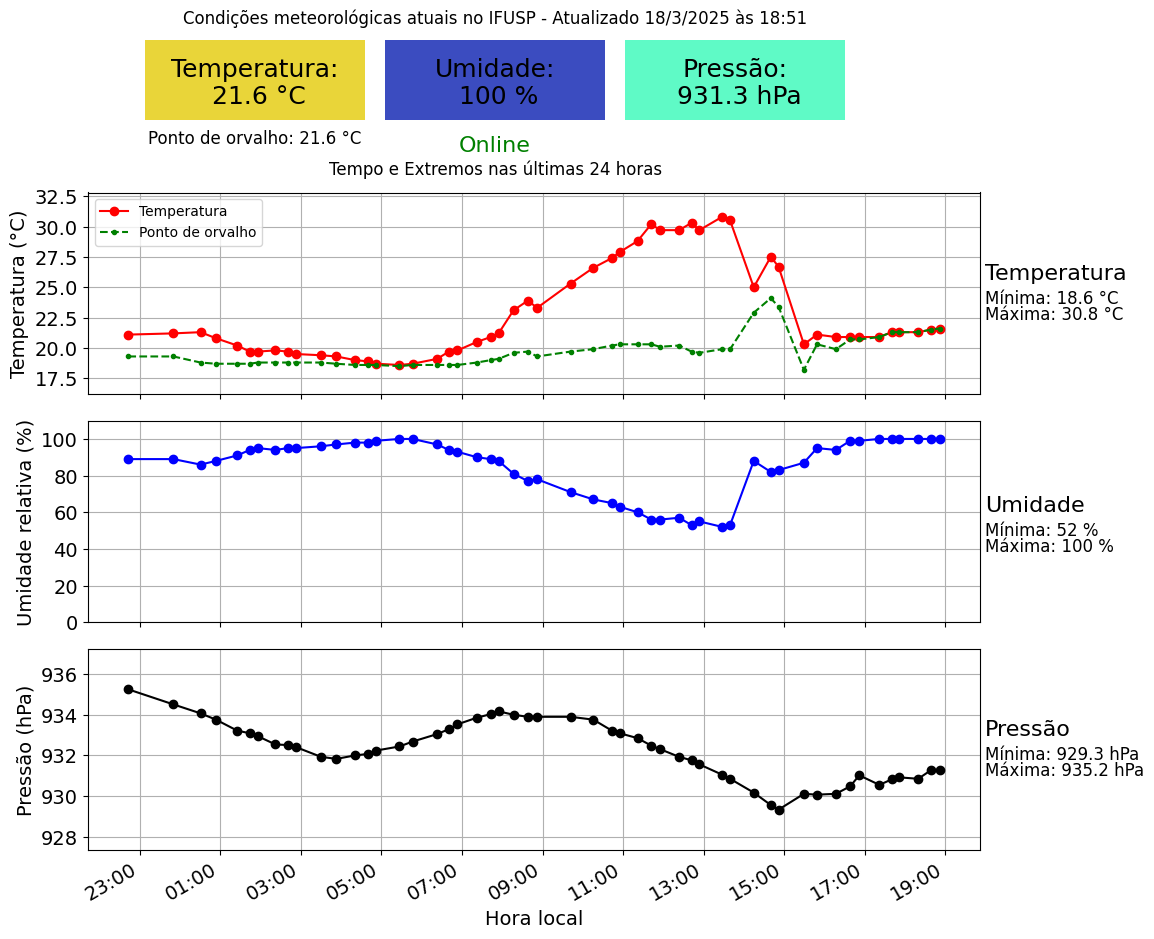 Condições meteorológicas atuais no IFUSP - Atualizado 18/3/2025 às 18:51
Temperatura:
21.6 °C
Umidade:
100 %
Pressão:
931.3 hPa
Ponto de orvalho: 21.6 °C
Online
Tempo e Extremos nas últimas 24 horas
Temperatura (°C)
32.5
30.0
27.5
25.0
22.5
20.0
17.5
Temperatura
Ponto de orvalho
Temperatura
Mínima: 18.6 °C
Máxima: 30.8 °C
Umidade relativa (%)
100
80
60
40
20
0
Umidade
Mínima: 52 %
Máxima: 100 %
Pressão (hPa)
936
934
932
930
928
Pressão
Mínima: 929.3 hPa
Máxima: 935.2 hPa
23:00
01:00
03:00
05:00
07:00
09:00
11:00
13:00
15:00
17:00
19:00
Hora local